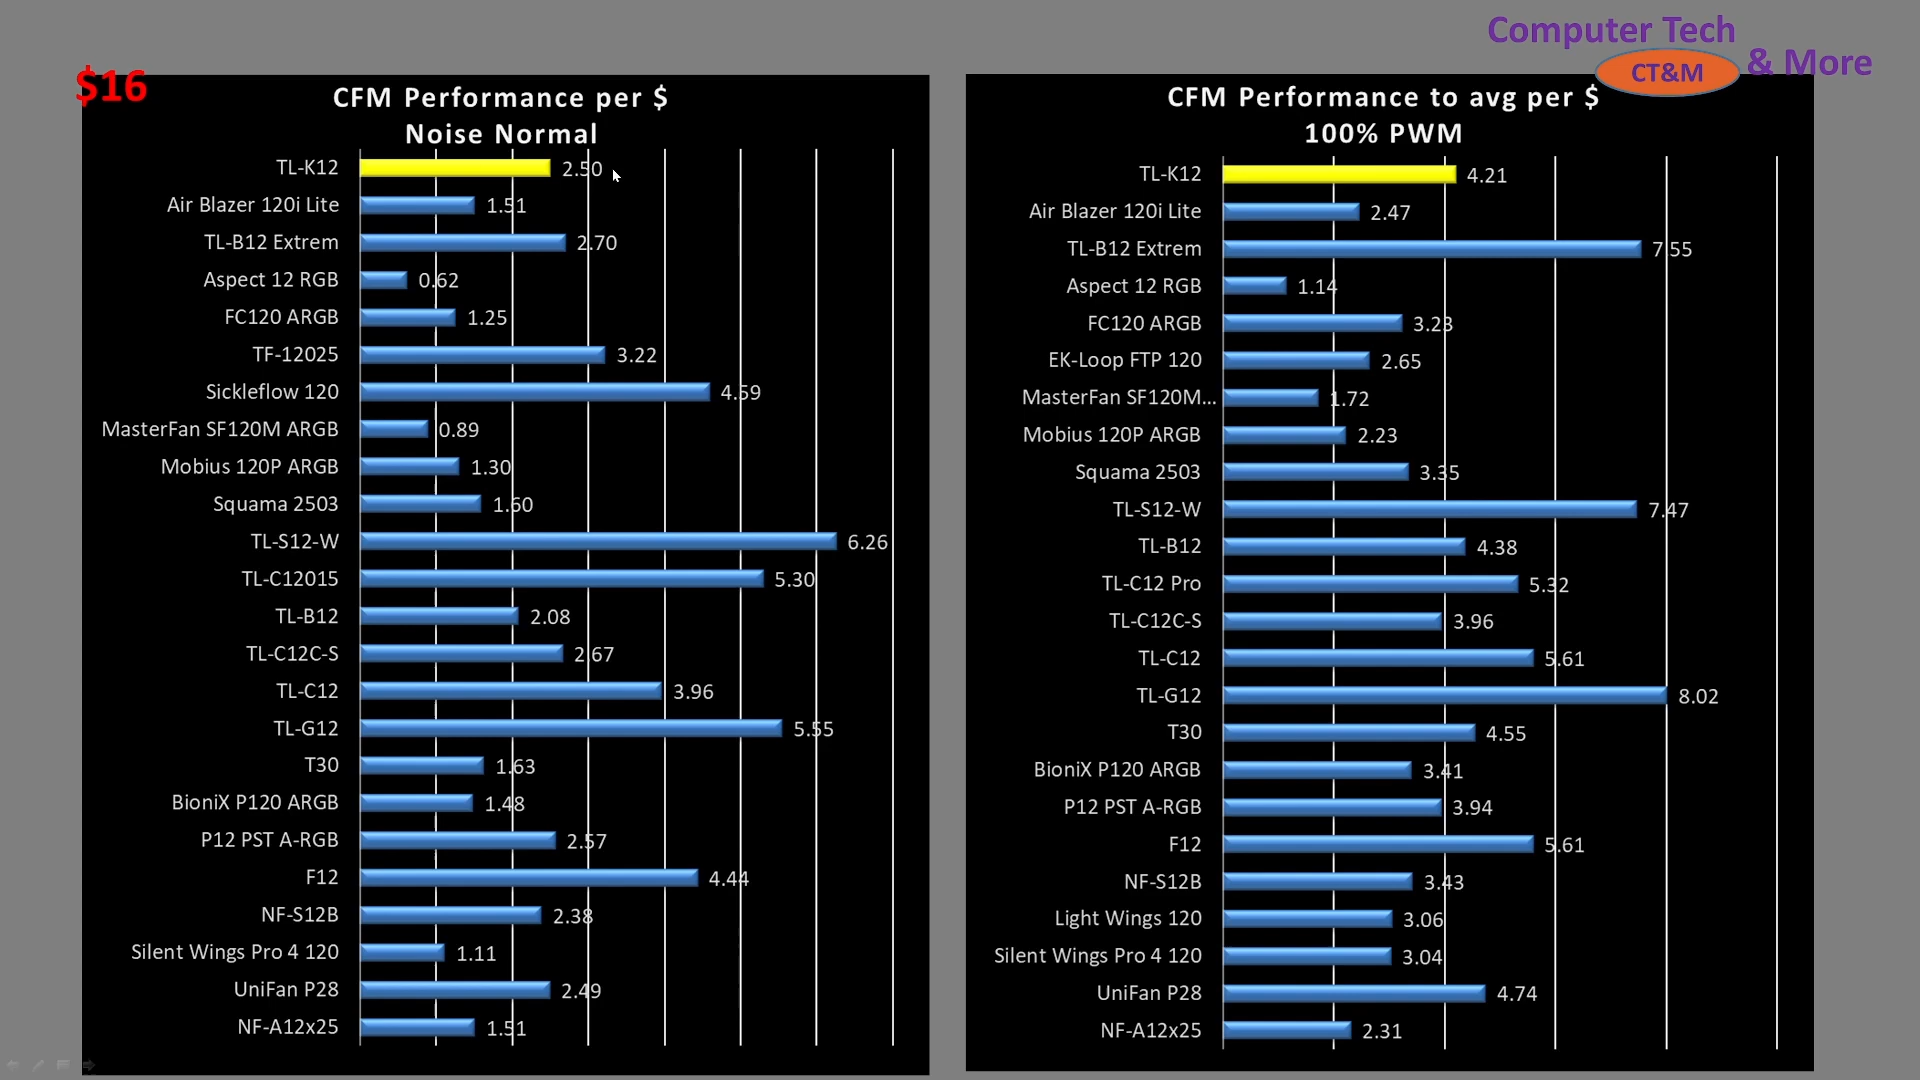 Computer Tech
CT&M
& More
$16
CFM Performance per $
Noise Normal
TL-K12 2.50
Air Blazer 120i Lite 1.51
TL-B12 Extrem 2.70
Aspect 12 RGB 0.62
FC120 ARGB 1.25
TF-12025 3.22
Sickleflow 120 4.59
MasterFan SF120M ARGB 0.89
Mobius 120P ARGB 1.30
Squama 2503 1.60
TL-S12-W 6.26
TL-C12015 5.30
TL-B12 2.08
TL-C12C-S 2.67
TL-C12 3.96
TL-G12 5.55
T30 1.63
BioniX P120 ARGB 1.48
P12 PST A-RGB 2.57
F12 4.44
NF-S12B 2.38
Silent Wings Pro 4 120 1.11
UniFan P28 2.49
NF-A12x25 1.51
CFM Performance to avg per $
100% PWM
TL-K12 4.21
Air Blazer 120i Lite 2.47
TL-B12 Extrem 7.55
Aspect 12 RGB 1.14
FC120 ARGB 3.23
EK-Loop FTP 120 2.65
MasterFan SF120M... 1.72
Mobius 120P ARGB 2.23
Squama 2503 3.35
TL-S12-W 7.47
TL-B12 4.38
TL-C12 Pro 5.32
TL-C12C-S 3.96
TL-C12 5.61
TL-G12 8.02
T30 4.55
BioniX P120 ARGB 3.41
P12 PST A-RGB 3.94
F12 5.61
NF-S12B 3.43
Light Wings 120 3.06
Silent Wings Pro 4 120 3.04
UniFan P28 4.74
NF-A12x25 2.31